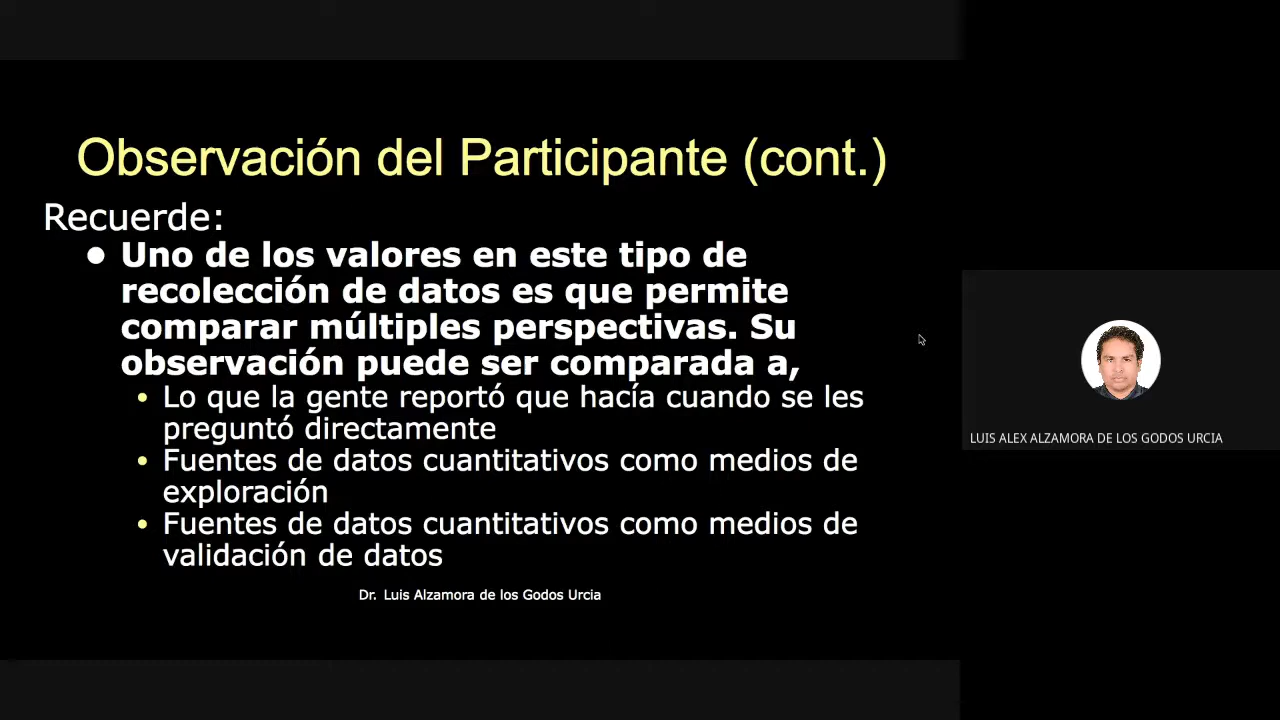 Observación del Participante (cont.)
Recuerde:
• Uno de los valores en este tipo de
recolección de datos es que permite
comparar múltiples perspectivas. Su
observación puede ser comparada a,
• Lo que la gente reportó que hacía cuando se les
preguntó directamente
• Fuentes de datos cuantitativos como medios de
exploración
• Fuentes de datos cuantitativos como medios de
validación de datos
Dr. Luis Alzamora de los Godos Urcia
LUIS ALEX ALZAMORA DE LOS GODOS URCIA